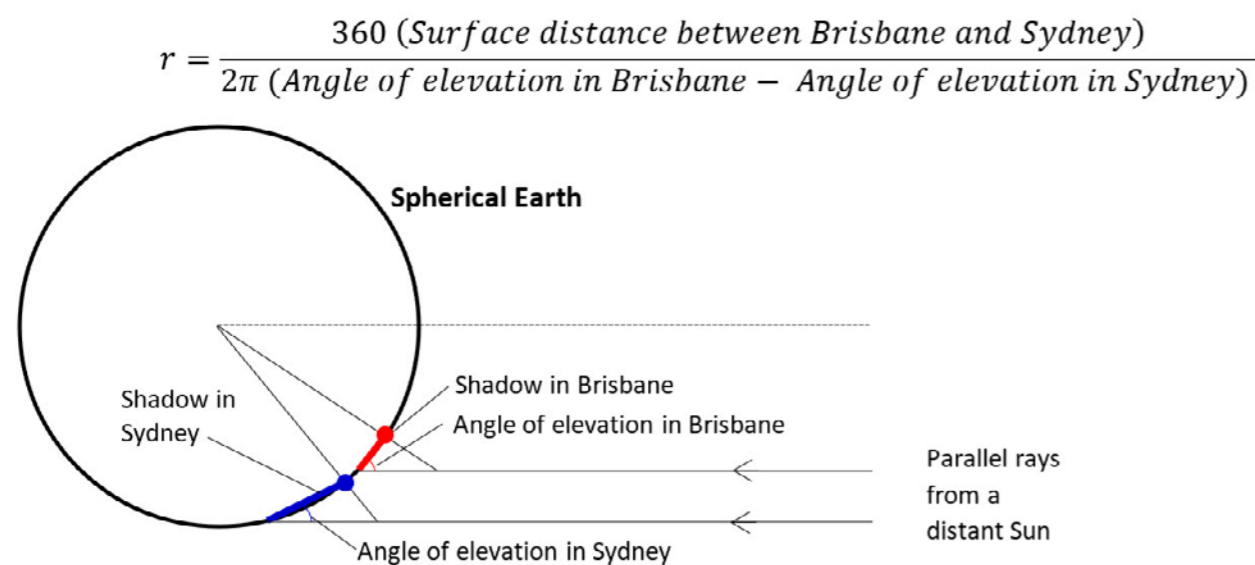 r = 360 (Surface distance between Brisbane and Sydney) / 2π (Angle of elevation in Brisbane − Angle of elevation in Sydney)
Spherical Earth
Shadow in Brisbane
Shadow in
Sydney
Angle of elevation in Brisbane
Parallel rays
from a
distant Sun
Angle of elevation in Sydney